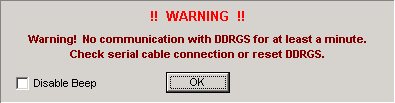 !! WARNING !!
Warning! No communication with DDRGS for at least a minute.
Check serial cable connection or reset DDRGS.
Disable Beep
OK